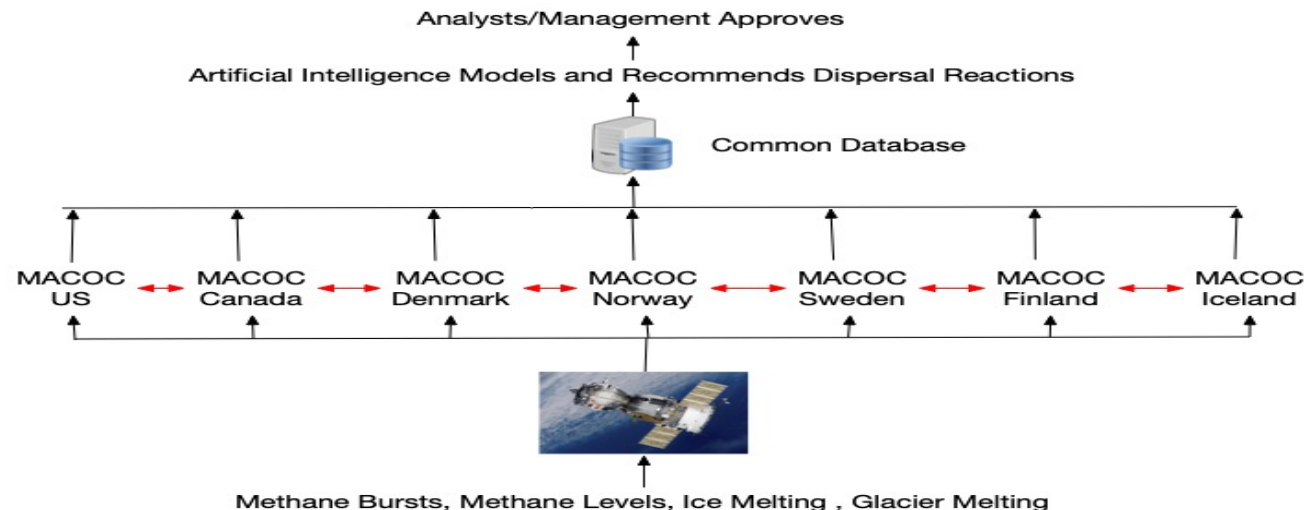 Analysts/Management Approves
Artificial Intelligence Models and Recommends Dispersal Reactions
Common Database
MACOC US
MACOC Canada
MACOC Denmark
MACOC Norway
MACOC Sweden
MACOC Finland
MACOC Iceland
Methane Bursts, Methane Levels, Ice Melting , Glacier Melting